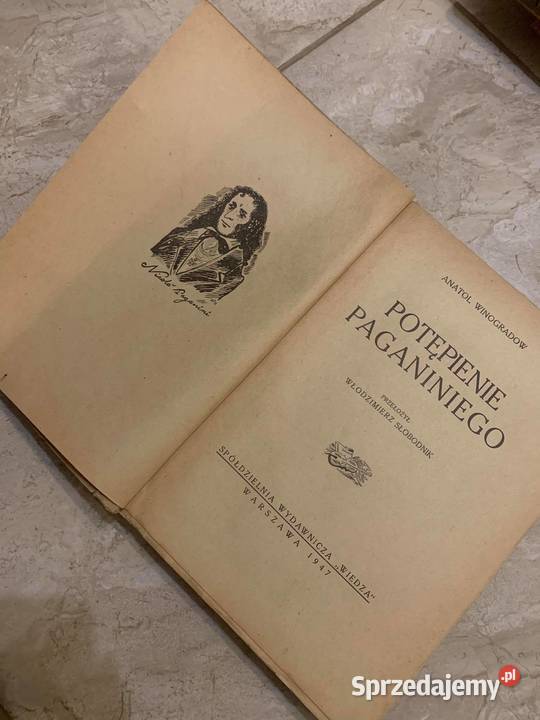 Nicolo Paganini
ANATOL WINOGRADOW
POTĘPIENIE
PAGANINIEGO
PRZEŁOŻYŁ
WŁODZIMIERZ SŁOBODNIK
SPÓŁDZIELNIA WYDAWNICZA „WIEDZA"
WARSZAWA 1947
Sprzedajemy.pl